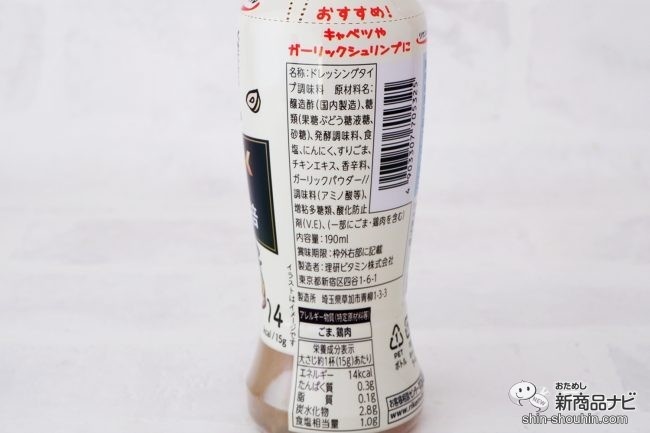 おすすめ!
キャベツや
ガーリックシュリンプに
名称:ドレッシングタイ
プ調味料 原材料名:
醸造酢(国内製造)、糖
類(果糖ぶどう糖液糖、
砂糖)、発酵調味料、食
塩、にんにく、すりごま、
チキンエキス、香辛料、
ガーリックパウダー//
調味料(アミノ酸等)、
増粘多糖類、酸化防止
剤(V.E)、(一部にごま・鶏肉を含む)
内容量:190ml
賞味期限:枠外右部に記載
製造者:理研ビタミン株式会社
東京都新宿区四谷1-6-1
製造所 埼玉県草加市青柳1-3-3
アレルギー物質(特定原材料等)
ごま、鶏肉
栄養成分表示
大さじ約1杯(15g)あたり
エネルギー 14kcal
たんぱく質 0.3g
脂質 0.1g
炭水化物 2.8g
食塩相当量 1.0g
4903307705325
イラストはイメージです
14
kcal/15g
倍
PET
ボトル
おためし
新商品ナビ
shin-shouhin.com